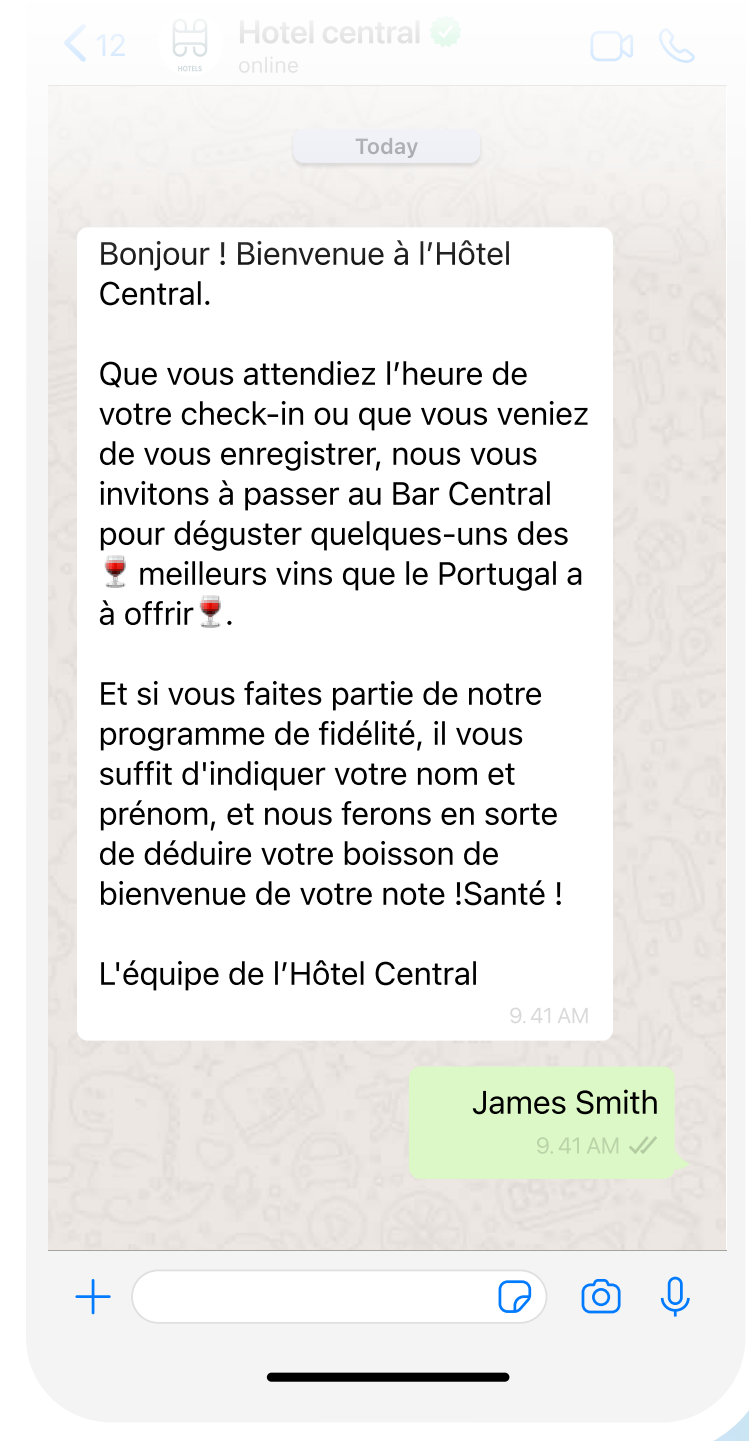 12
Hotel central
HOTELS
online
Today
Bonjour ! Bienvenue à l’Hôtel
Central.
Que vous attendiez l’heure de
votre check-in ou que vous veniez
de vous enregistrer, nous vous
invitons à passer au Bar Central
pour déguster quelques-uns des
🍷 meilleurs vins que le Portugal a
à offrir🍷.
Et si vous faites partie de notre
programme de fidélité, il vous
suffit d'indiquer votre nom et
prénom, et nous ferons en sorte
de déduire votre boisson de
bienvenue de votre note !Santé !
L'équipe de l’Hôtel Central
9.41 AM
James Smith
9.41 AM